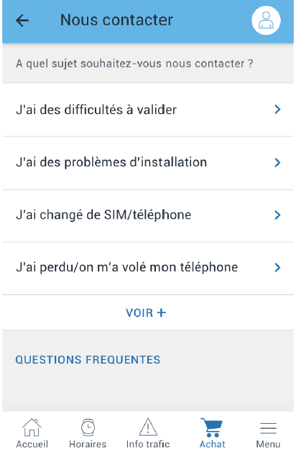 Nous contacter
A quel sujet souhaitez-vous nous contacter ?
J'ai des difficultés à valider
J'ai des problèmes d'installation
J'ai changé de SIM/téléphone
J'ai perdu/on m'a volé mon téléphone
VOIR +
QUESTIONS FREQUENTES
Accueil Horaires Info trafic Achat Menu